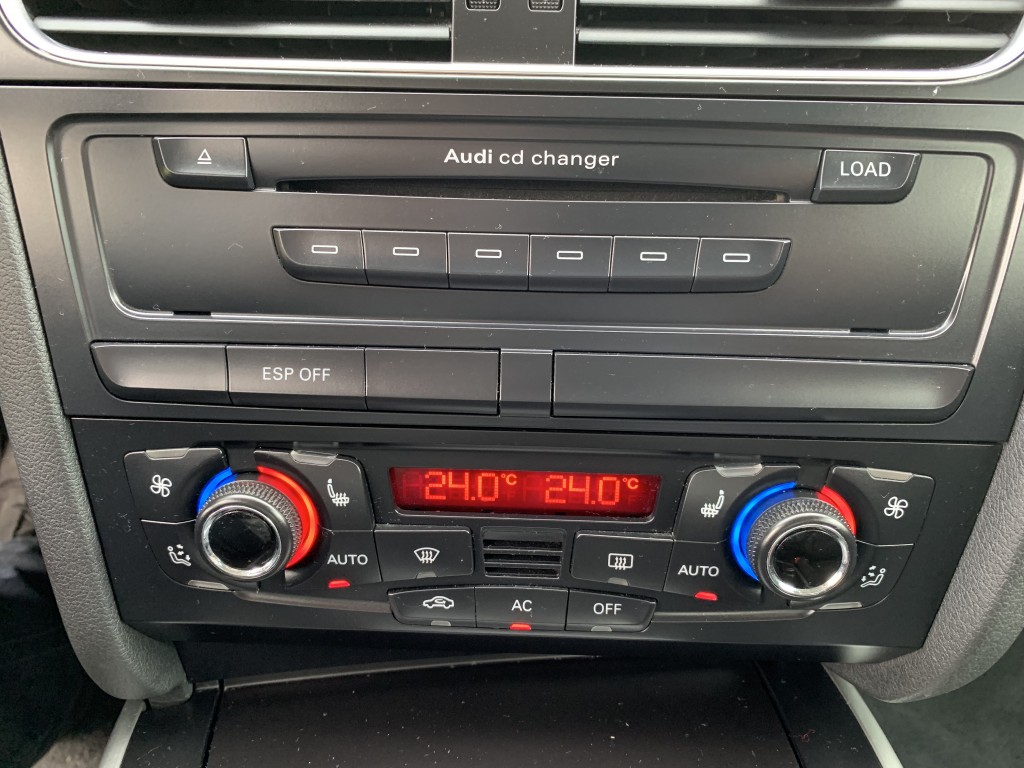 Audi cd changer
LOAD
ESP OFF
24.0°C 24.0°C
AUTO
AUTO
AC
OFF